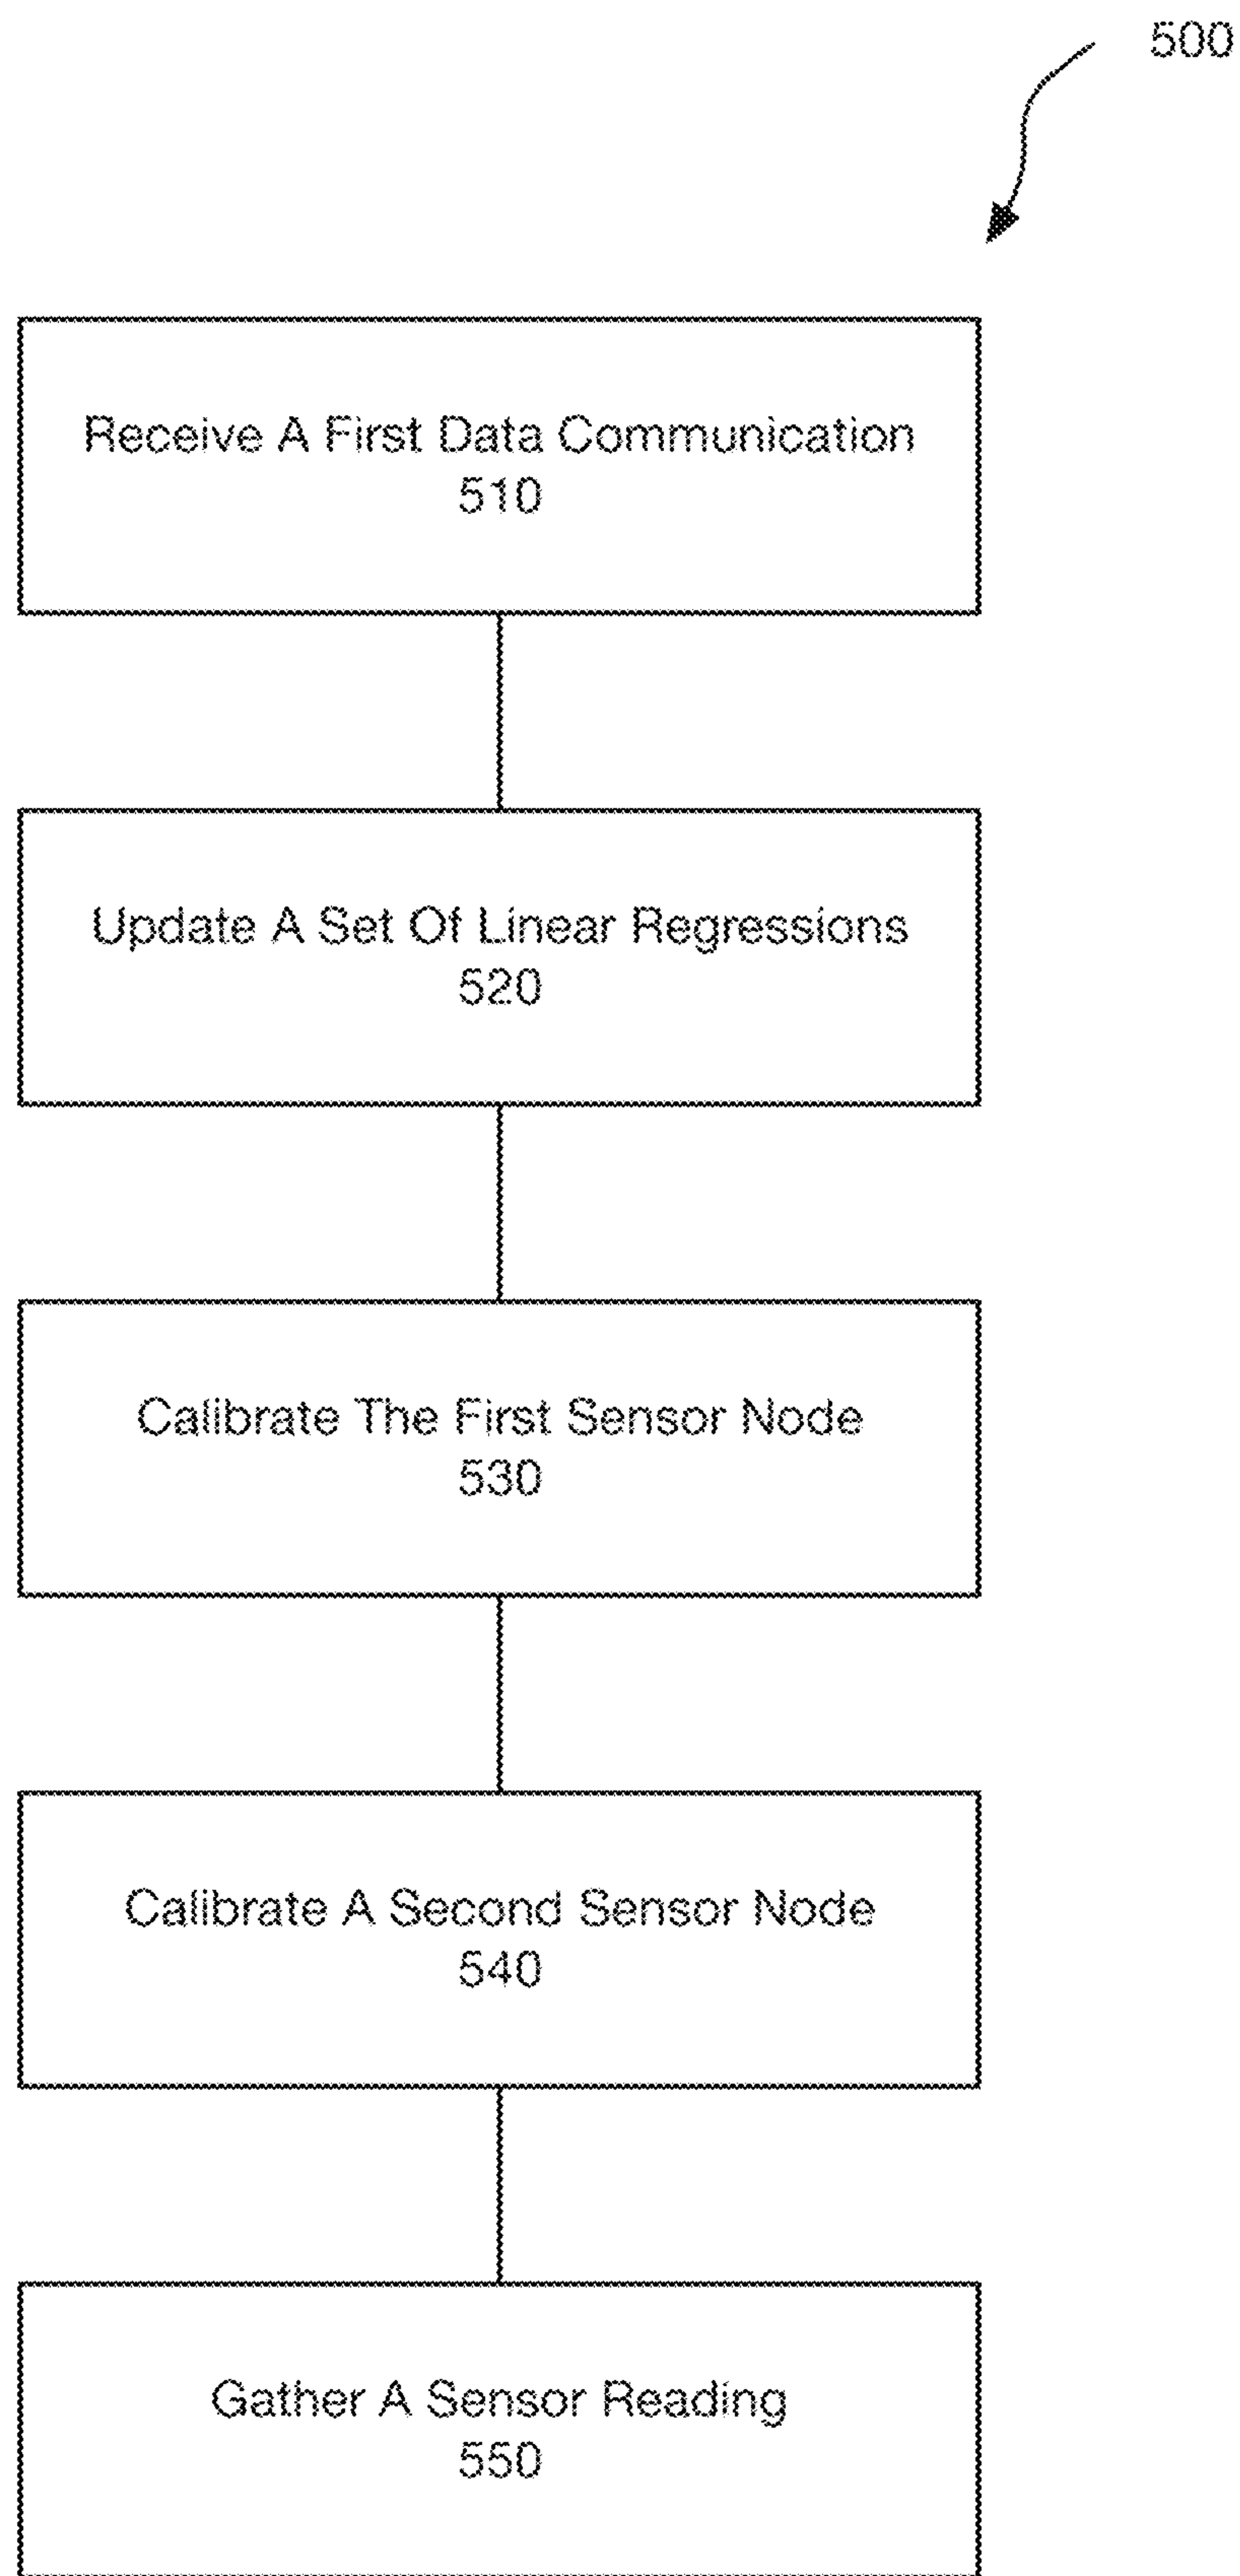 500
Receive A First Data Communication
510
Update A Set Of Linear Regressions
520
Calibrate The First Sensor Node
530
Calibrate A Second Sensor Node
540
Gather A Sensor Reading
550